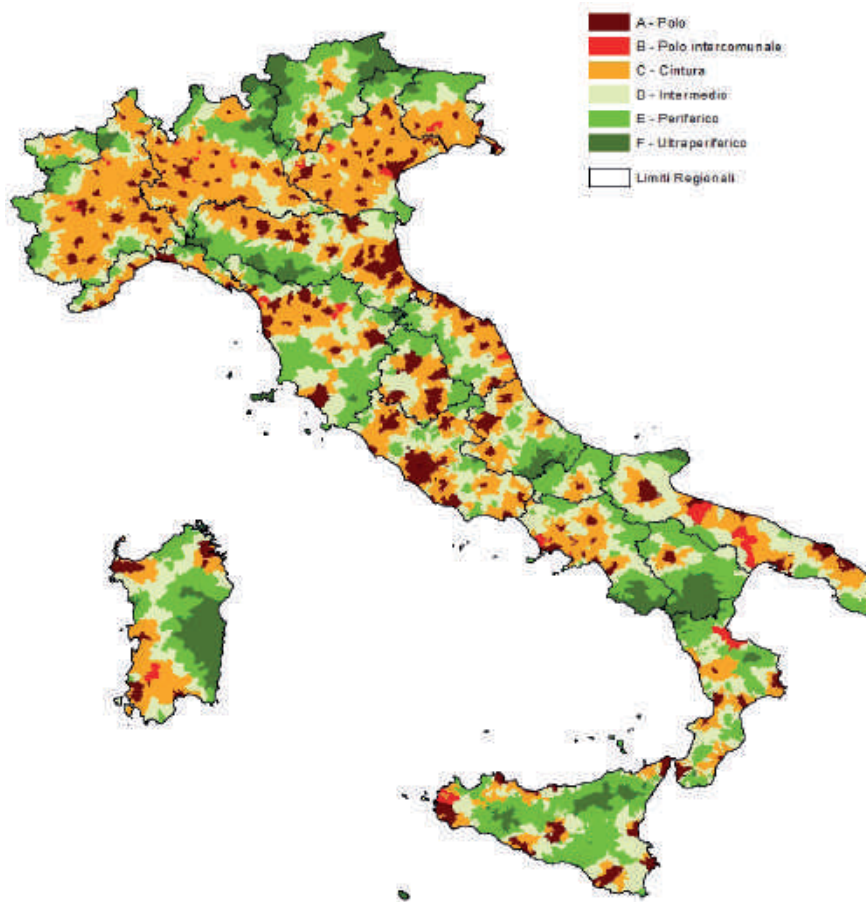 A - Polo
B - Polo intercomunale
C - Cintura
D - Intermedio
E - Periferico
F - Ultraperiferico
Limiti Regionali